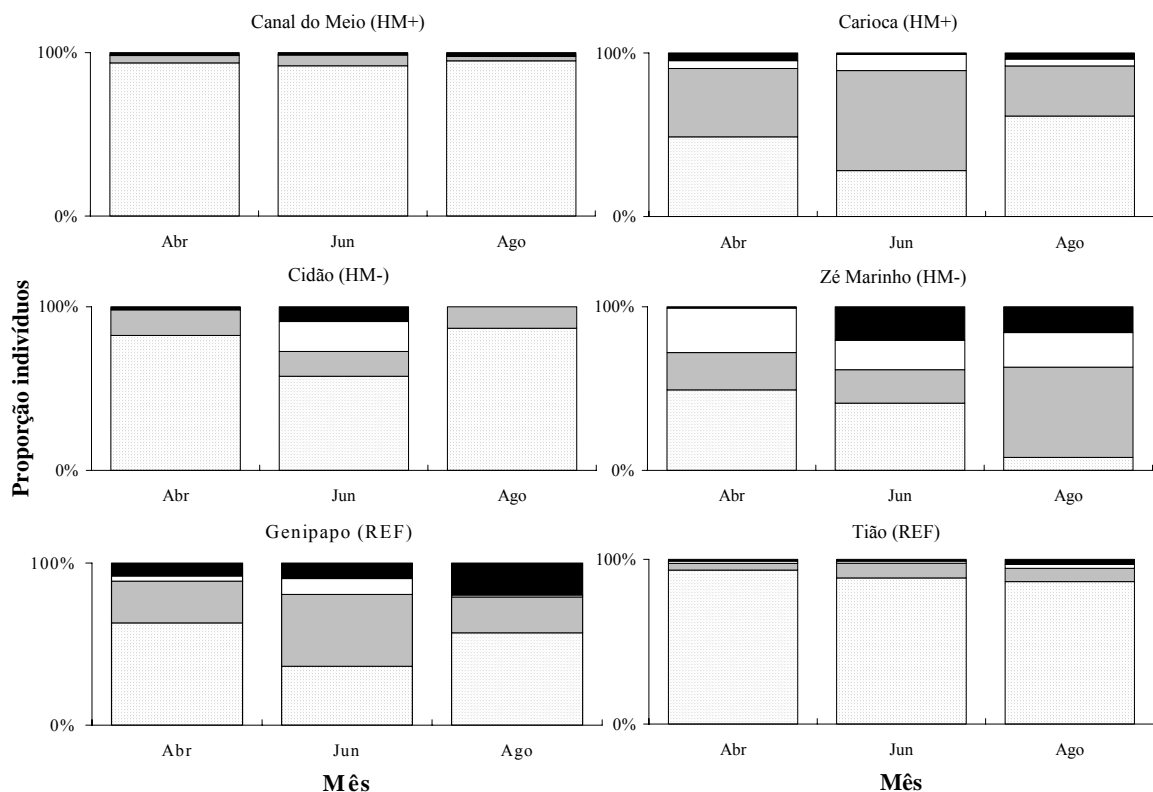 Canal do Meio (HM+)
Carioca (HM+)
100%
0%
Abr
Jun
Ago
100%
0%
Abr
Jun
Ago
Cidão (HM-)
Zé Marinho (HM-)
Proporção indivíduos
100%
0%
Abr
Jun
Ago
100%
0%
Abr
Jun
Ago
Genipapo (REF)
Tião (REF)
100%
0%
Abr
Jun
Ago
100%
0%
Abr
Jun
Ago
Mês
Mês